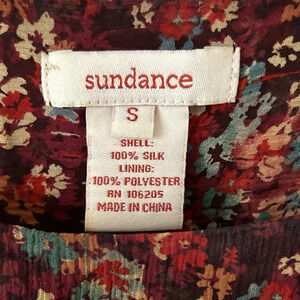 sundance
S
SHELL:
100% SILK
LINING:
100% POLYESTER
RN 106205
MADE IN CHINA